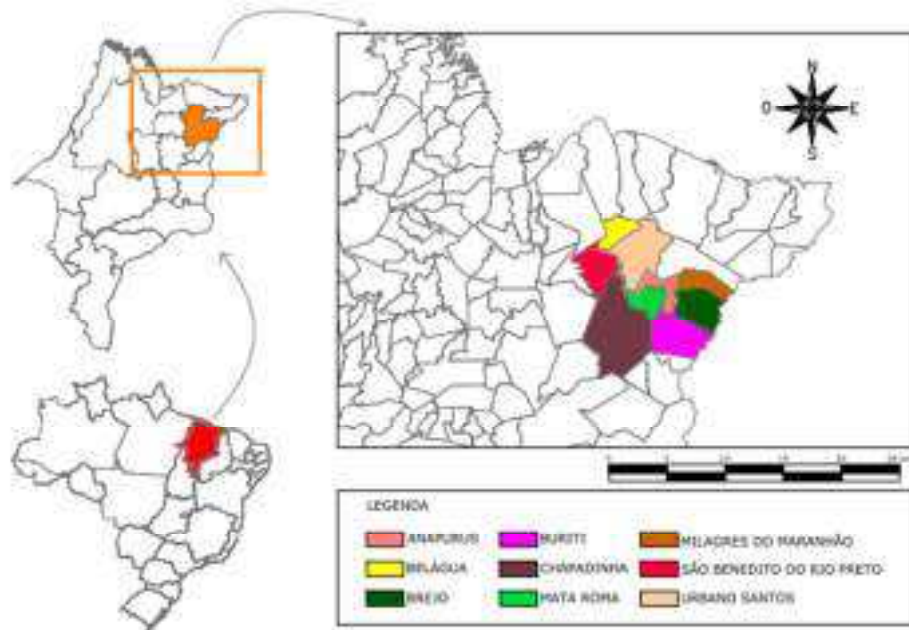 N
O E
S
LEGENDA
ANAPURUS BURITI MILAGRES DO MARANHÃO
BELÁGUA CHAPADINHA SÃO BENEDITO DO RIO PRETO
BREJO MATA ROMA URBANO SANTOS